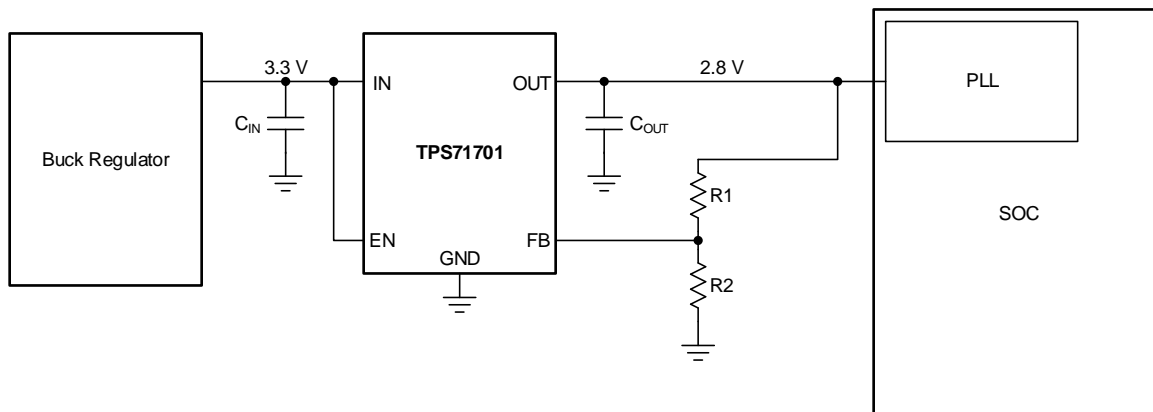 3.3 V
2.8 V
PLL
IN
OUT
C_IN
C_OUT
Buck Regulator
TPS71701
R1
SOC
EN
FB
GND
R2